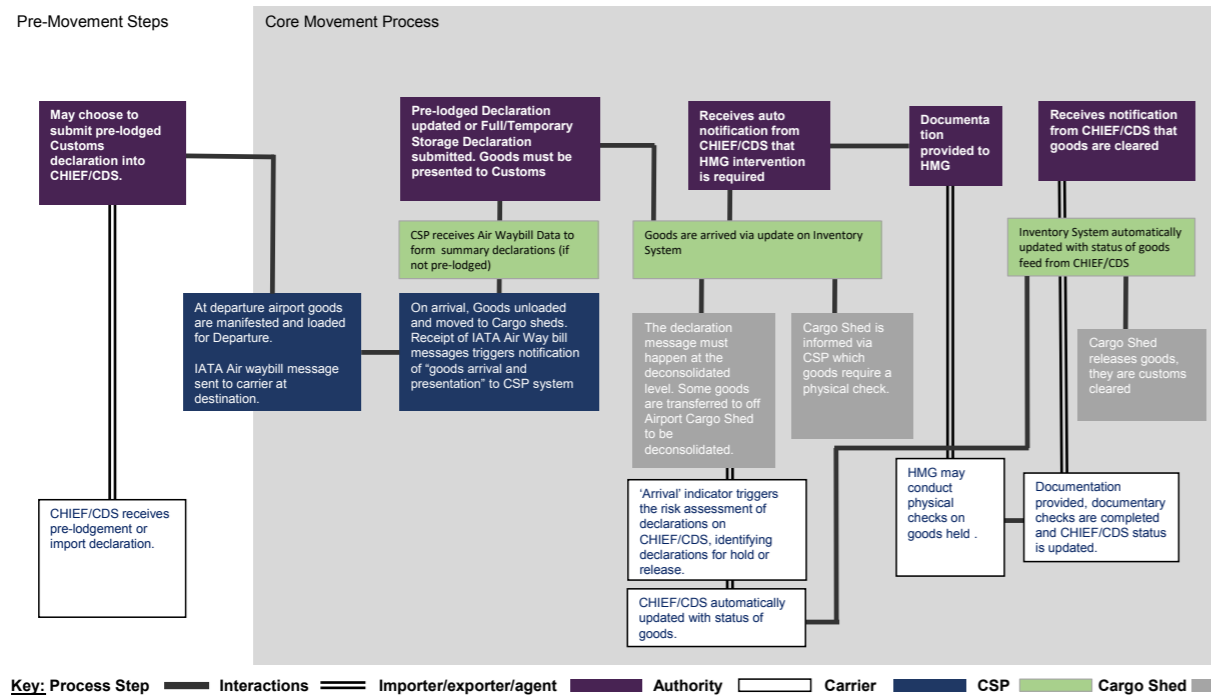 Pre-Movement Steps
Core Movement Process
May choose to
submit pre-lodged
Customs
declaration into
CHIEF/CDS.
Pre-lodged Declaration
updated or Full/Temporary
Storage Declaration
submitted. Goods must be
presented to Customs
Receives auto
notification from
CHIEF/CDS that
HMG intervention
is required
Documenta
tion
provided to
HMG
Receives notification
from CHIEF/CDS that
goods are cleared
CSP receives Air Waybill Data to
form summary declarations (if
not pre-lodged)
Goods are arrived via update on Inventory
System
Inventory System automatically
updated with status of goods
feed from CHIEF/CDS
At departure airport goods
are manifested and loaded
for Departure.
IATA Air waybill message
sent to carrier at
destination.
On arrival, Goods unloaded
and moved to Cargo sheds.
Receipt of IATA Air Way bill
messages triggers notification
of “goods arrival and
presentation” to CSP system
The declaration
message must
happen at the
deconsolidated
level. Some goods
are transferred to off
Airport Cargo Shed
to be
deconsolidated.
Cargo Shed is
informed via
CSP which
goods require a
physical check.
Cargo Shed
releases goods,
they are customs
cleared
CHIEF/CDS receives
pre-lodgement or
import declaration.
‘Arrival’ indicator triggers
the risk assessment of
declarations on
CHIEF/CDS, identifying
declarations for hold or
release.
HMG may
conduct
physical
checks on
goods held .
Documentation
provided, documentary
checks are completed
and CHIEF/CDS status
is updated.
CHIEF/CDS automatically
updated with status of
goods.
Key: Process Step Interactions Importer/exporter/agent Authority Carrier CSP Cargo Shed